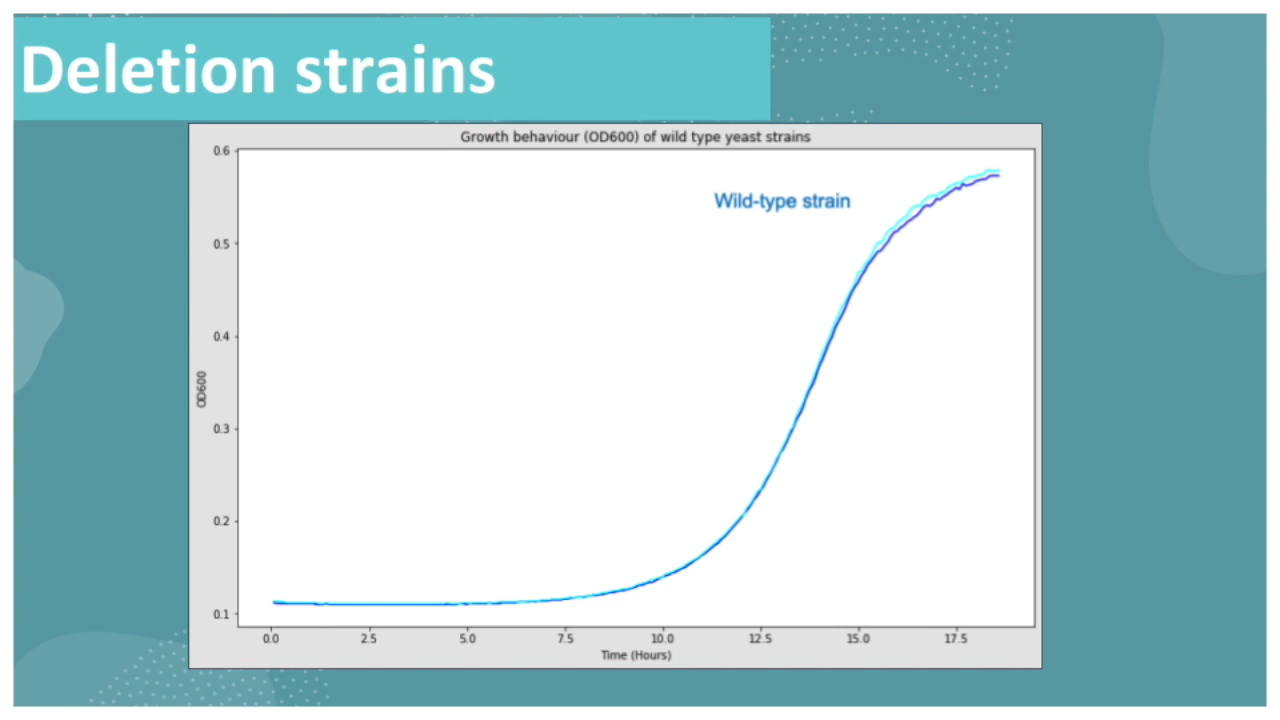 Deletion strains
Growth behaviour (OD600) of wild type yeast strains
Wild-type strain
0.6
0.5
0.4
0.3
0.2
0.1
OD600
0.0 2.5 5.0 7.5 10.0 12.5 15.0 17.5
Time (Hours)